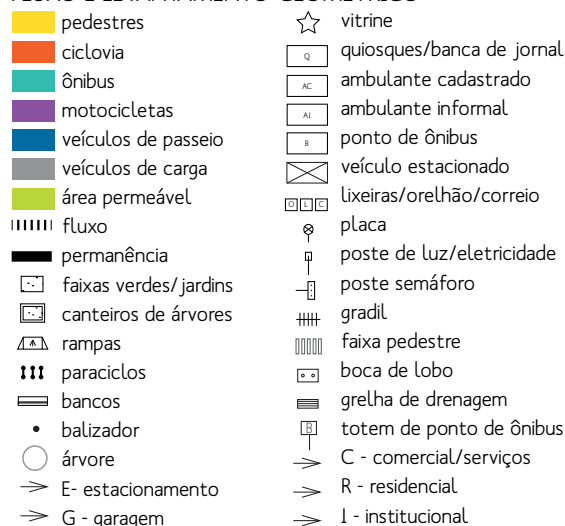 pedestres
ciclovia
ônibus
motocicletas
veículos de passeio
veículos de carga
área permeável
fluxo
permanência
faixas verdes/jardins
canteiros de árvores
rampas
paraciclos
bancos
balizador
árvore
E- estacionamento
G - garagem
vitrine
Q quiosques/banca de jornal
AC ambulante cadastrado
AI ambulante informal
B ponto de ônibus
veículo estacionado
O L C lixeiras/orelhão/correio
placa
poste de luz/eletricidade
poste semáforo
gradil
faixa pedestre
boca de lobo
grelha de drenagem
B totem de ponto de ônibus
C - comercial/serviços
R - residencial
I - institucional